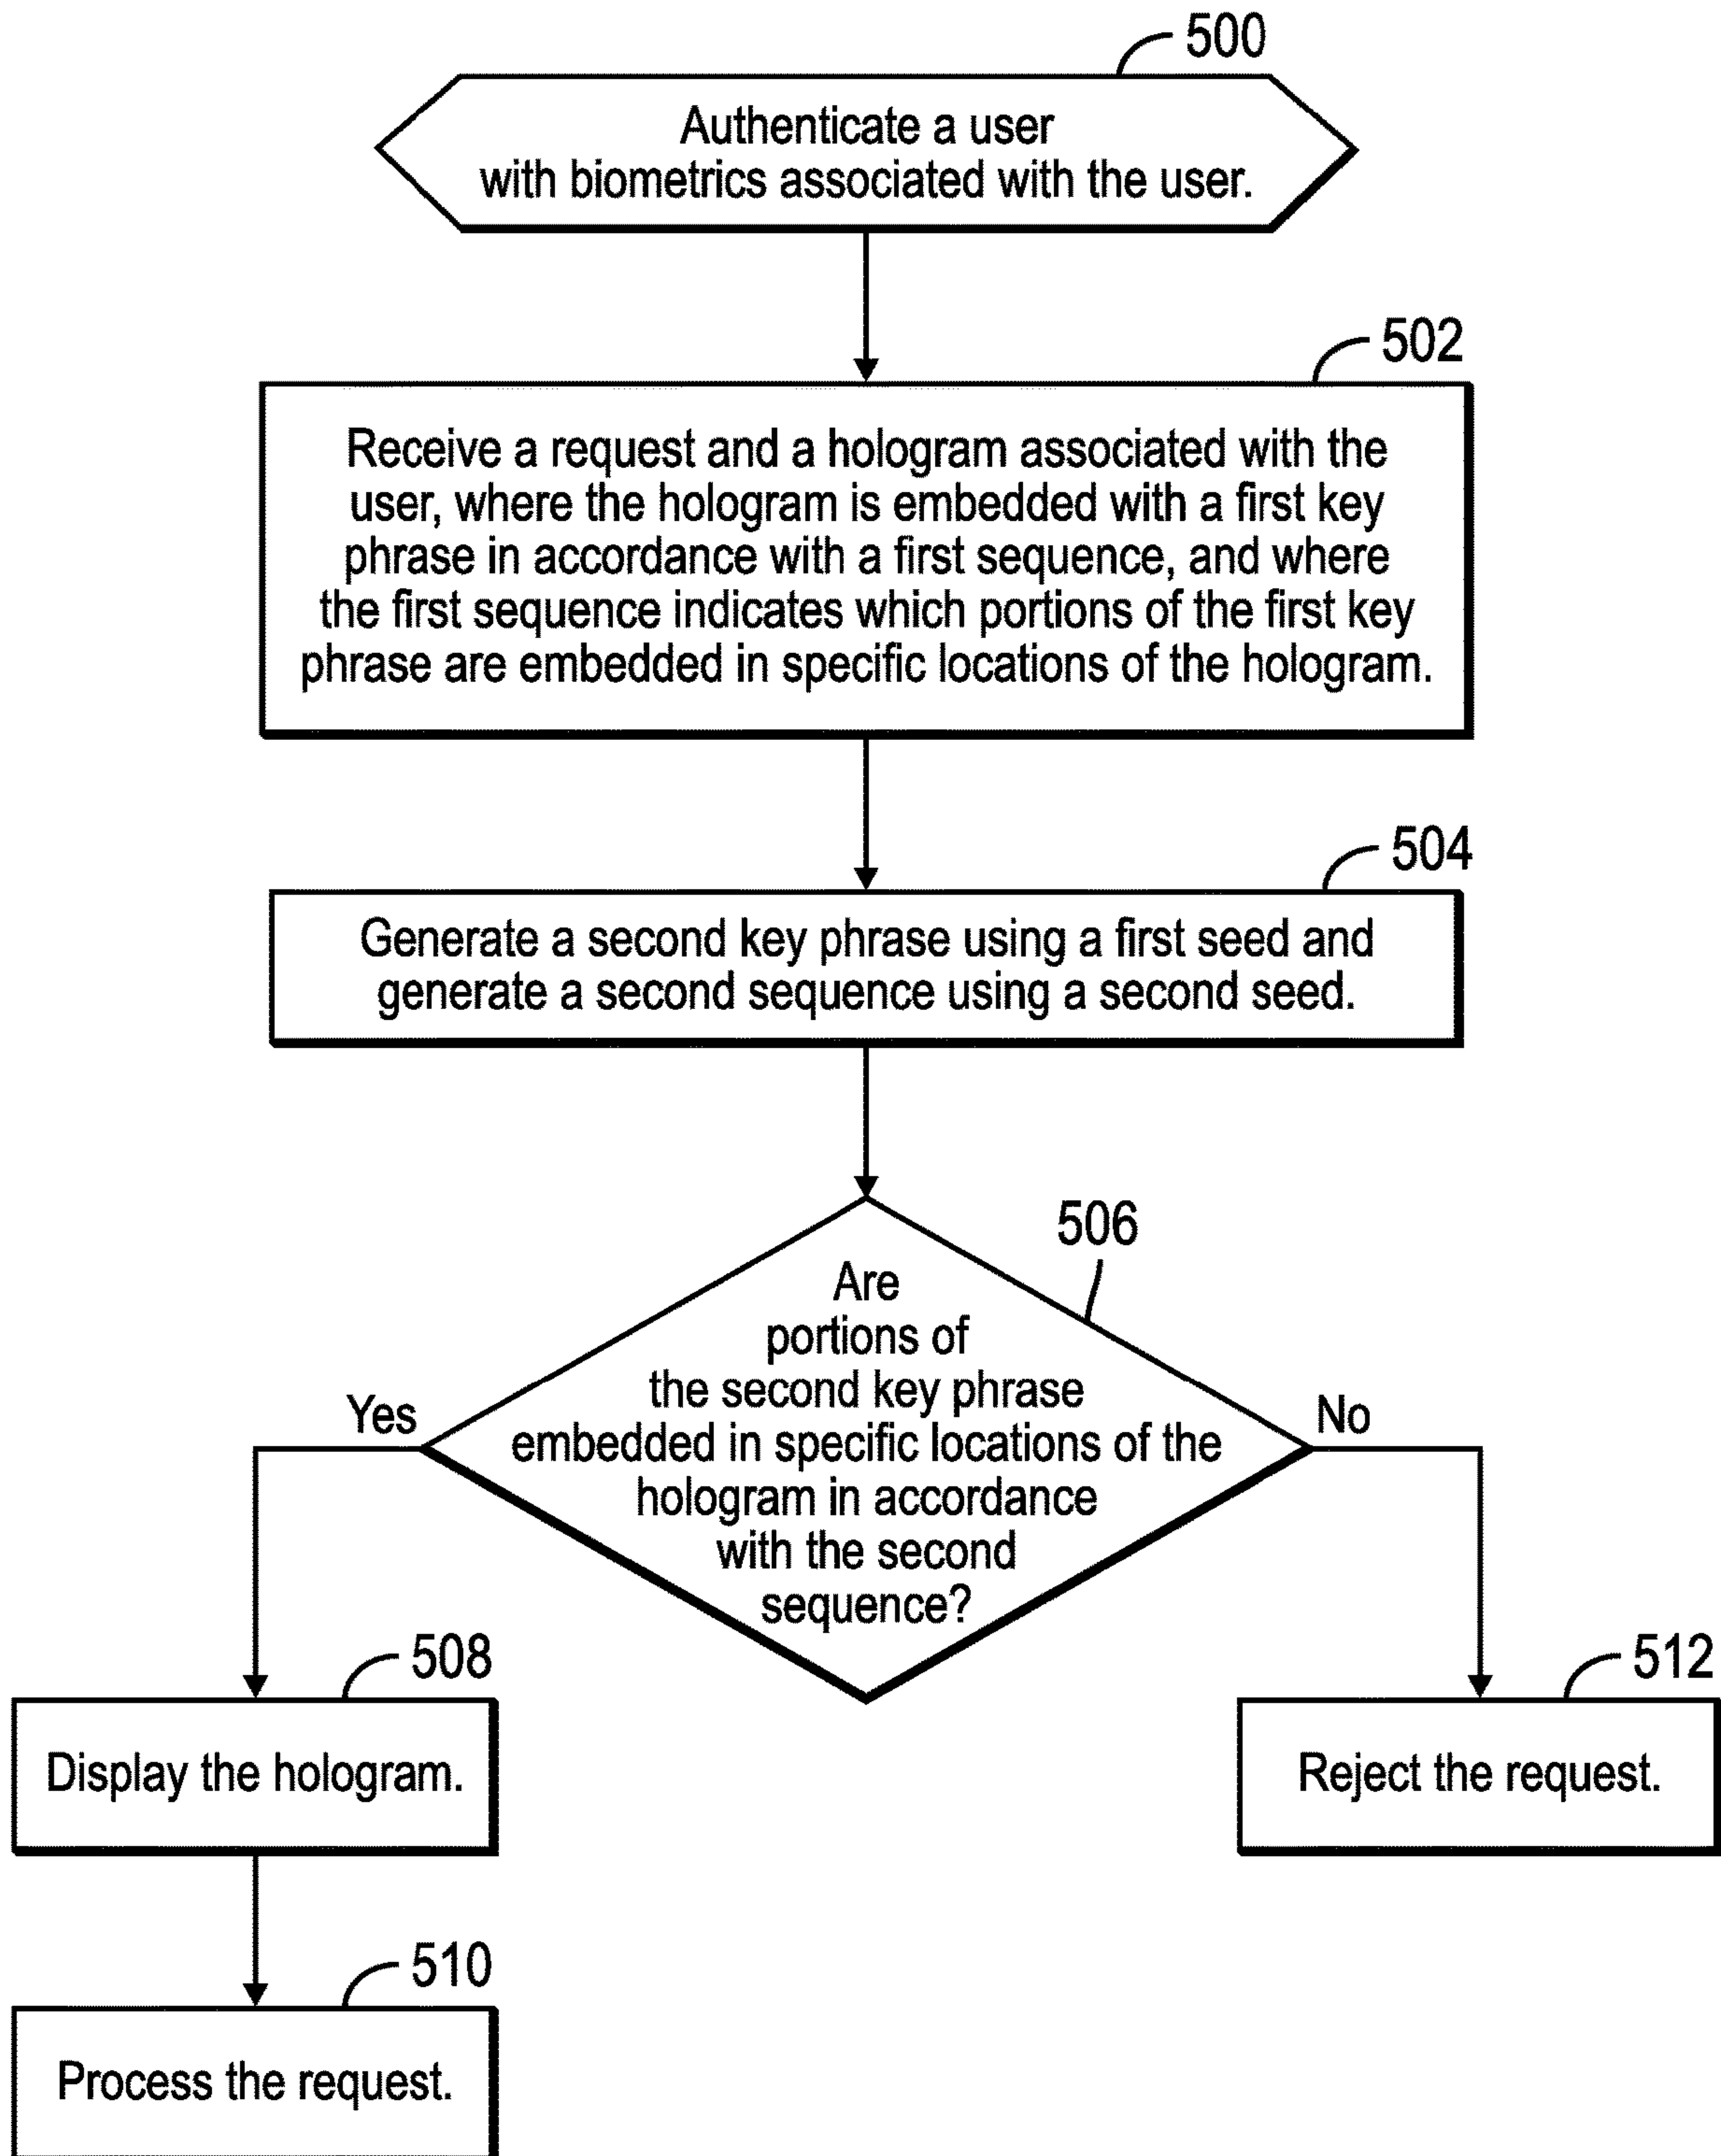 500
Authenticate a user
with biometrics associated with the user.
502
Receive a request and a hologram associated with the
user, where the hologram is embedded with a first key
phrase in accordance with a first sequence, and where
the first sequence indicates which portions of the first key
phrase are embedded in specific locations of the hologram.
504
Generate a second key phrase using a first seed and
generate a second sequence using a second seed.
506
Are
portions of
the second key phrase
embedded in specific locations of the
hologram in accordance
with the second
sequence?
Yes
No
508
Display the hologram.
512
Reject the request.
510
Process the request.